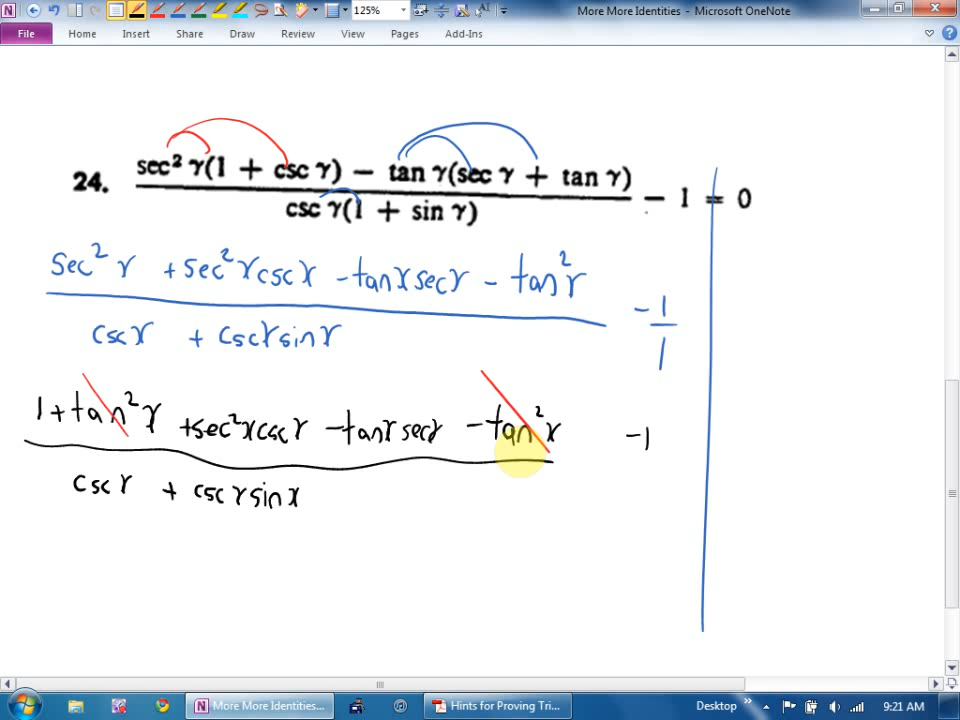 More More Identities - Microsoft OneNote
125%
File Home Insert Share Draw Review View Pages Add-Ins
24. sec² γ(1 + csc γ) − tan γ(sec γ + tan γ)
csc γ(1 + sin γ)
− 1 = 0
sec² γ + sec² γ csc γ − tan γ sec γ − tan² γ
csc γ + csc γ sin γ
−1
1
1 + tan² γ + sec² γ csc γ − tan γ sec γ − tan² γ
csc γ + csc γ sin γ
−1
More More Identities... Hints for Proving Tri... Desktop » 9:21 AM